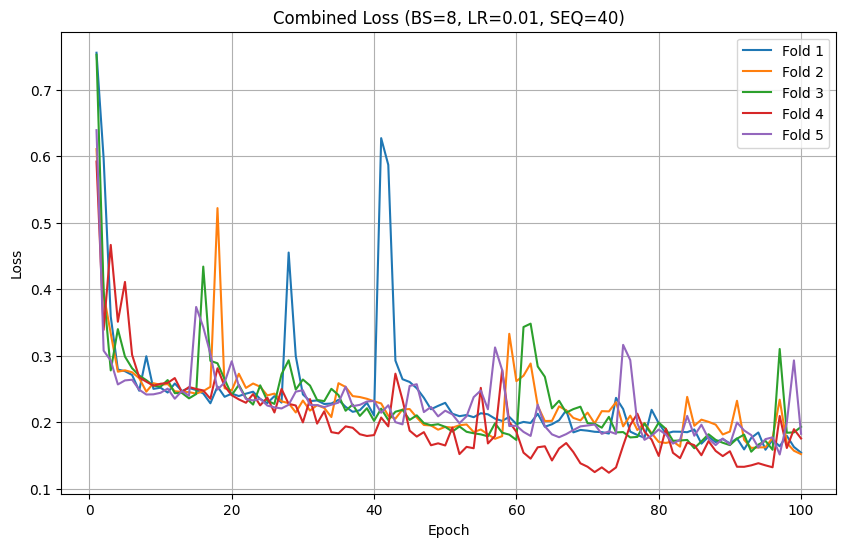 Combined Loss (BS=8, LR=0.01, SEQ=40)
Fold 1
Fold 2
Fold 3
Fold 4
Fold 5
Loss
0.7
0.6
0.5
0.4
0.3
0.2
0.1
0 20 40 60 80 100
Epoch